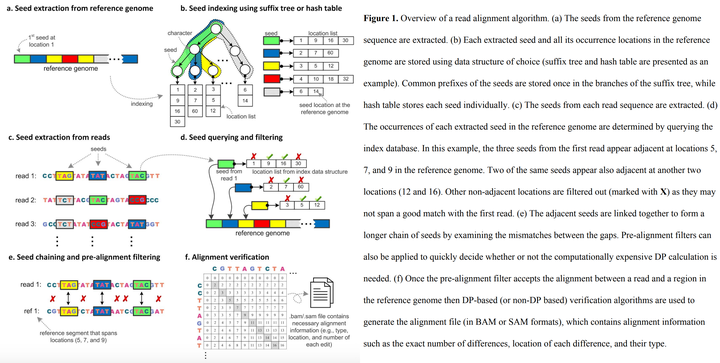 a. Seed extraction from reference genome
1st seed at
location 1
reference genome
indexing
b. Seed indexing using suffix tree or hash table
character
seed
seed
location list
1 9 16 30
2 7 60
3 5 12
4 10 18 32
6 14
1 2 3 6
9 7 5 14
16 60 12
30
location list
seed location at the
reference genome
c. Seed extraction from reads
seeds
read 1: CCTTAGTATATTATACTAGTACGTT
read 2:
read 3:
d. Seed querying and filtering
seed from
read 1
location list from index data structure
1 9 16 30
2 7 60
3 5 12
reference genome
e. Seed chaining and pre-alignment filtering
read 1:
ref 1:
reference segment that spans
locations (5, 7, and 9)
f. Alignment verification
C G T T A G T C T A
.bam/.sam file contains
necessary alignment
information (e.g., type,
location, and number of
each edit)
Figure 1. Overview of a read alignment algorithm. (a) The seeds from the reference genome
sequence are extracted. (b) Each extracted seed and all its occurrence locations in the reference
genome are stored using data structure of choice (suffix tree and hash table are presented as an
example). Common prefixes of the seeds are stored once in the branches of the suffix tree, while
hash table stores each seed individually. (c) The seeds from each read sequence are extracted. (d)
The occurrences of each extracted seed in the reference genome are determined by querying the
index database. In this example, the three seeds from the first read appear adjacent at locations 5,
7, and 9 in the reference genome. Two of the same seeds appear also adjacent at another two
locations (12 and 16). Other non-adjacent locations are filtered out (marked with X) as they may
not span a good match with the first read. (e) The adjacent seeds are linked together to form a
longer chain of seeds by examining the mismatches between the gaps. Pre-alignment filters can
also be applied to quickly decide whether or not the computationally expensive DP calculation is
needed. (f) Once the pre-alignment filter accepts the alignment between a read and a region in
the reference genome then DP-based (or non-DP based) verification algorithms are used to
generate the alignment file (in BAM or SAM formats), which contains alignment information
such as the exact number of differences, location of each difference, and their type.